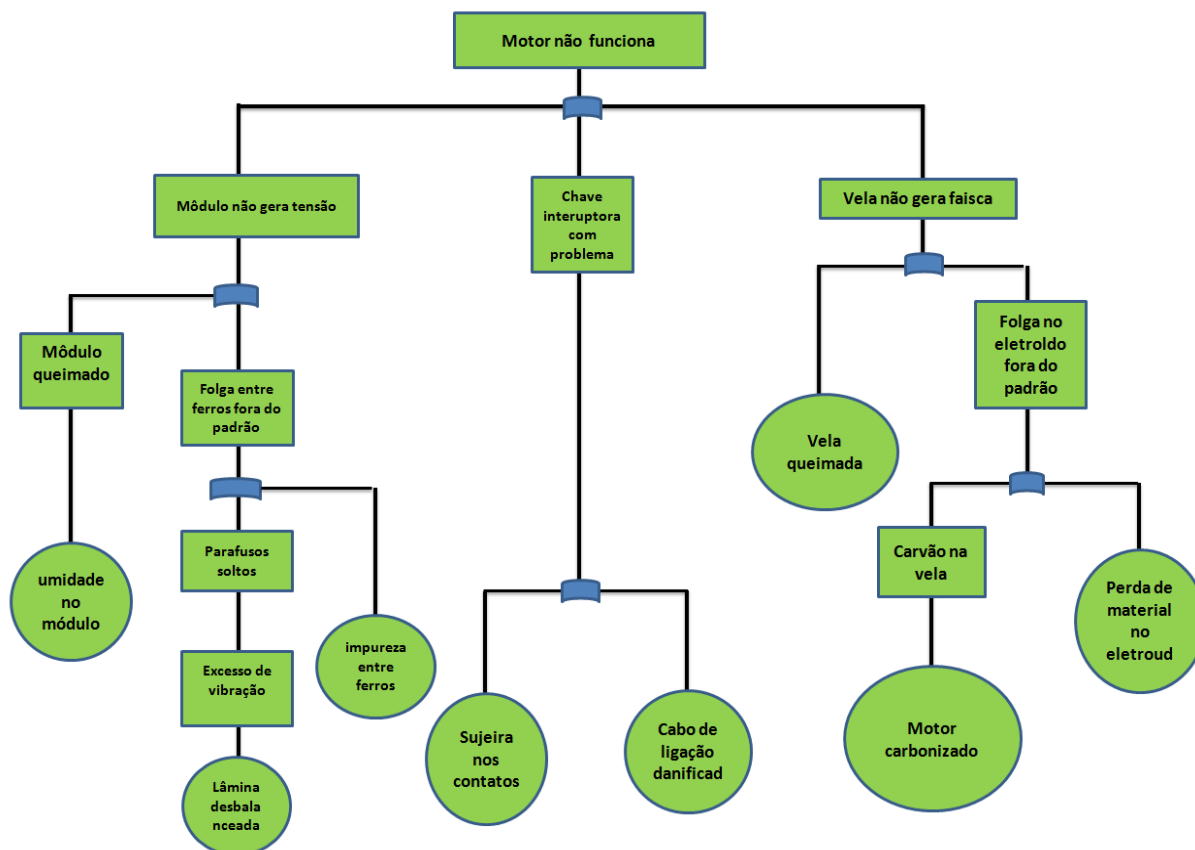 Motor não funciona
Môdulo não gera tensão
Chave
interuptora
com
problema
Vela não gera faisca
Môdulo
queimado
Folga entre
ferros fora do
padrão
Folga no
eletroldo
fora do
padrão
Vela
queimada
Parafusos
soltos
Carvão na
vela
umidade
no
módulo
Perda de
material
no
eletroud
impureza
entre
ferros
Excesso de
vibração
Sujeira
nos
contatos
Cabo de
ligação
danificad
Motor
carbonizado
Lâmina
desbala
nceada